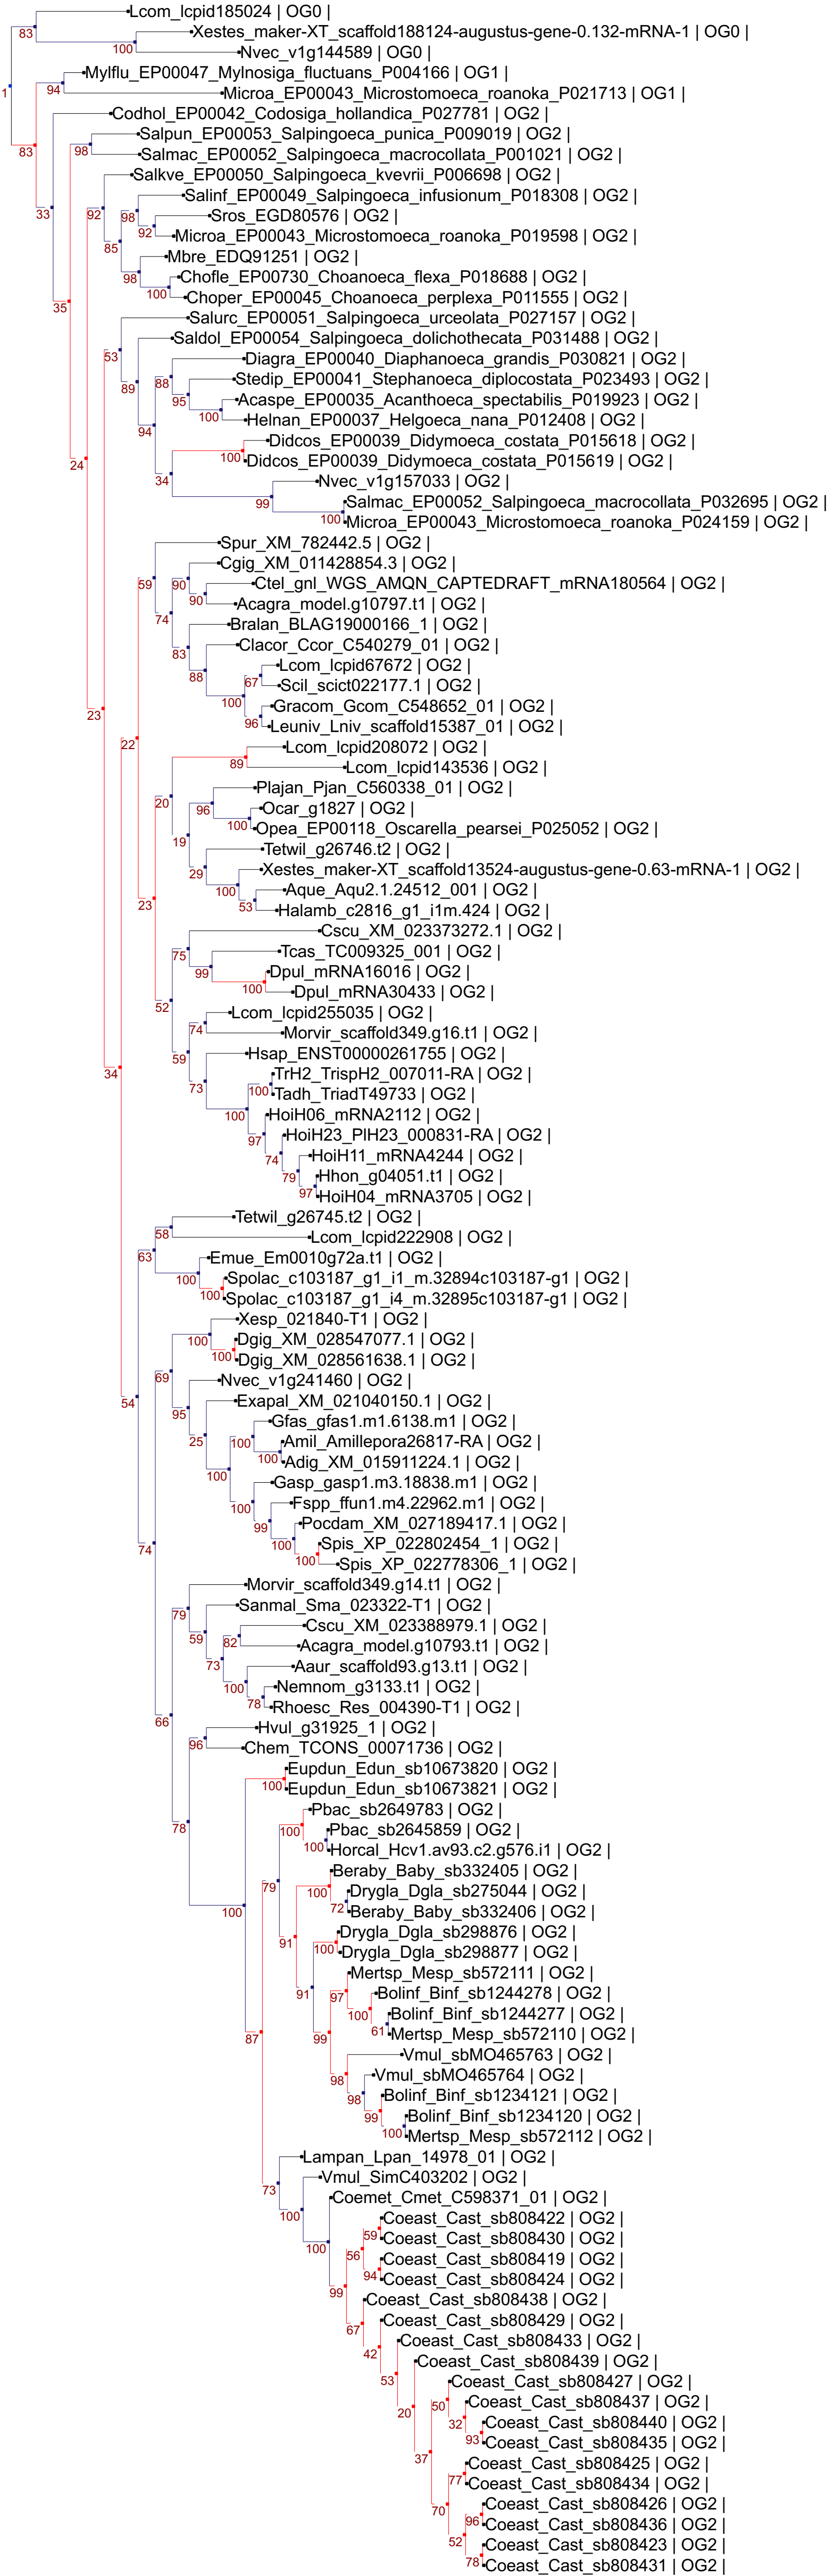 Lcom_lcpid185024 | OG0 |
83
Xestes_maker-XT_scaffold188124-augustus-gene-0.132-mRNA-1 | OG0 |
100
Nvec_v1g144589 | OG0 |
Mylflu_EP00047_Mylnosiga_fluctuans_P004166 | OG1 |
1
94
Microa_EP00043_Microstomoeca_roanoka_P021713 | OG1 |
Codhol_EP00042_Codosiga_hollandica_P027781 | OG2 |
Salpun_EP00053_Salpingoeca_punica_P009019 | OG2 |
83
98
Salmac_EP00052_Salpingoeca_macrocollata_P001021 | OG2 |
Salkve_EP00050_Salpingoeca_kvevrii_P006698 | OG2 |
Salinf_EP00049_Salpingoeca_infusionum_P018308 | OG2 |
33
92
98
Sros_EGD80576 | OG2 |
92
Microa_EP00043_Microstomoeca_roanoka_P019598 | OG2 |
85
Mbre_EDQ91251 | OG2 |
98
Chofle_EP00730_Choanoeca_flexa_P018688 | OG2 |
100
Choper_EP00045_Choanoeca_perplexa_P011555 | OG2 |
35
Salurc_EP00051_Salpingoeca_urceolata_P027157 | OG2 |
53
Saldol_EP00054_Salpingoeca_dolichothecata_P031488 | OG2 |
Diagra_EP00040_Diaphanoeca_grandis_P030821 | OG2 |
89
88
Stedip_EP00041_Stephanoeca_diplocostata_P023493 | OG2 |
95
Acaspe_EP00035_Acanthoeca_spectabilis_P019923 | OG2 |
100
Helnan_EP00037_Helgoeca_nana_P012408 | OG2 |
94
Didcos_EP00039_Didymoeca_costata_P015618 | OG2 |
100
Didcos_EP00039_Didymoeca_costata_P015619 | OG2 |
24
34
Nvec_v1g157033 | OG2 |
99
Salmac_EP00052_Salpingoeca_macrocollata_P032695 | OG2 |
100
Microa_EP00043_Microstomoeca_roanoka_P024159 | OG2 |
Spur_XM_782442.5 | OG2 |
Cgig_XM_011428854.3 | OG2 |
59
90
Ctel_gnl_WGS_AMQN_CAPTEDRAFT_mRNA180564 | OG2 |
90
Acagra_model.g10797.t1 | OG2 |
74
Bralan_BLAG19000166_1 | OG2 |
83
Clacor_Ccor_C540279_01 | OG2 |
Lcom_lcpid67672 | OG2 |
88
67
Scil_scict022177.1 | OG2 |
100
Gracom_Gcom_C548652_01 | OG2 |
23
96
Leuniv_Lniv_scaffold15387_01 | OG2 |
22
Lcom_lcpid208072 | OG2 |
89
Lcom_lcpid143536 | OG2 |
Plajan_Pjan_C560338_01 | OG2 |
20
96
Ocar_g1827 | OG2 |
100
Opea_EP00118_Oscarella_pearsei_P025052 | OG2 |
19
Tetwil_g26746.t2 | OG2 |
29
Xestes_maker-XT_scaffold13524-augustus-gene-0.63-mRNA-1 | OG2 |
100
Aque_Aqu2.1.24512_001 | OG2 |
23
53
Halamb_c2816_g1_i1m.424 | OG2 |
Cscu_XM_023373272.1 | OG2 |
75
Tcas_TC009325_001 | OG2 |
99
Dpul_mRNA16016 | OG2 |
100
Dpul_mRNA30433 | OG2 |
52
Lcom_lcpid255035 | OG2 |
74
Morvir_scaffold349.g16.t1 | OG2 |
59
Hsap_ENST00000261755 | OG2 |
34
73
TrH2_TrispH2_007011-RA | OG2 |
100
Tadh_TriadT49733 | OG2 |
100
HoiH06_mRNA2112 | OG2 |
97
HoiH23_PlH23_000831-RA | OG2 |
74
HoiH11_mRNA4244 | OG2 |
79
Hhon_g04051.t1 | OG2 |
97
HoiH04_mRNA3705 | OG2 |
Tetwil_g26745.t2 | OG2 |
58
Lcom_lcpid222908 | OG2 |
63
Emue_Em0010g72a.t1 | OG2 |
100
Spolac_c103187_g1_i1_m.32894c103187-g1 | OG2 |
100
Spolac_c103187_g1_i4_m.32895c103187-g1 | OG2 |
Xesp_021840-T1 | OG2 |
100
Dgig_XM_028547077.1 | OG2 |
100
Dgig_XM_028561638.1 | OG2 |
69
Nvec_v1g241460 | OG2 |
54
95
Exapal_XM_021040150.1 | OG2 |
Gfas_gfas1.m1.6138.m1 | OG2 |
25
100
Amil_Amillepora26817-RA | OG2 |
100
Adig_XM_015911224.1 | OG2 |
100
Gasp_gasp1.m3.18838.m1 | OG2 |
100
Fspp_ffun1.m4.22962.m1 | OG2 |
99
Pocdam_XM_027189417.1 | OG2 |
74
100
Spis_XP_022802454_1 | OG2 |
100
Spis_XP_022778306_1 | OG2 |
Morvir_scaffold349.g14.t1 | OG2 |
79
Sanmal_Sma_023322-T1 | OG2 |
59
Cscu_XM_023388979.1 | OG2 |
82
Acagra_model.g10793.t1 | OG2 |
73
Aaur_scaffold93.g13.t1 | OG2 |
100
Nemnom_g3133.t1 | OG2 |
78
Rhoesc_Res_004390-T1 | OG2 |
66
Hvul_g31925_1 | OG2 |
96
Chem_TCONS_00071736 | OG2 |
Eupdun_Edun_sb10673820 | OG2 |
100
Eupdun_Edun_sb10673821 | OG2 |
Pbac_sb2649783 | OG2 |
78
100
Pbac_sb2645859 | OG2 |
100
Horcal_Hcv1.av93.c2.g576.i1 | OG2 |
Beraby_Baby_sb332405 | OG2 |
79
100
Drygla_Dgla_sb275044 | OG2 |
100
72
Beraby_Baby_sb332406 | OG2 |
Drygla_Dgla_sb298876 | OG2 |
91
100
Drygla_Dgla_sb298877 | OG2 |
Mertsp_Mesp_sb572111 | OG2 |
91
97
Bolinf_Binf_sb1244278 | OG2 |
100
Bolinf_Binf_sb1244277 | OG2 |
87
99
61
Mertsp_Mesp_sb572110 | OG2 |
Vmul_sbMO465763 | OG2 |
98
Vmul_sbMO465764 | OG2 |
98
Bolinf_Binf_sb1234121 | OG2 |
99
Bolinf_Binf_sb1234120 | OG2 |
100
Mertsp_Mesp_sb572112 | OG2 |
Lampan_Lpan_14978_01 | OG2 |
73
Vmul_SimC403202 | OG2 |
100
Coemet_Cmet_C598371_01 | OG2 |
Coeast_Cast_sb808422 | OG2 |
59
Coeast_Cast_sb808430 | OG2 |
100
56
Coeast_Cast_sb808419 | OG2 |
94
Coeast_Cast_sb808424 | OG2 |
99
Coeast_Cast_sb808438 | OG2 |
67
Coeast_Cast_sb808429 | OG2 |
42
Coeast_Cast_sb808433 | OG2 |
53
Coeast_Cast_sb808439 | OG2 |
Coeast_Cast_sb808427 | OG2 |
20
50
Coeast_Cast_sb808437 | OG2 |
32
Coeast_Cast_sb808440 | OG2 |
93
Coeast_Cast_sb808435 | OG2 |
37
Coeast_Cast_sb808425 | OG2 |
77
Coeast_Cast_sb808434 | OG2 |
70
Coeast_Cast_sb808426 | OG2 |
96
Coeast_Cast_sb808436 | OG2 |
52
Coeast_Cast_sb808423 | OG2 |
78
Coeast_Cast_sb808431 | OG2 |